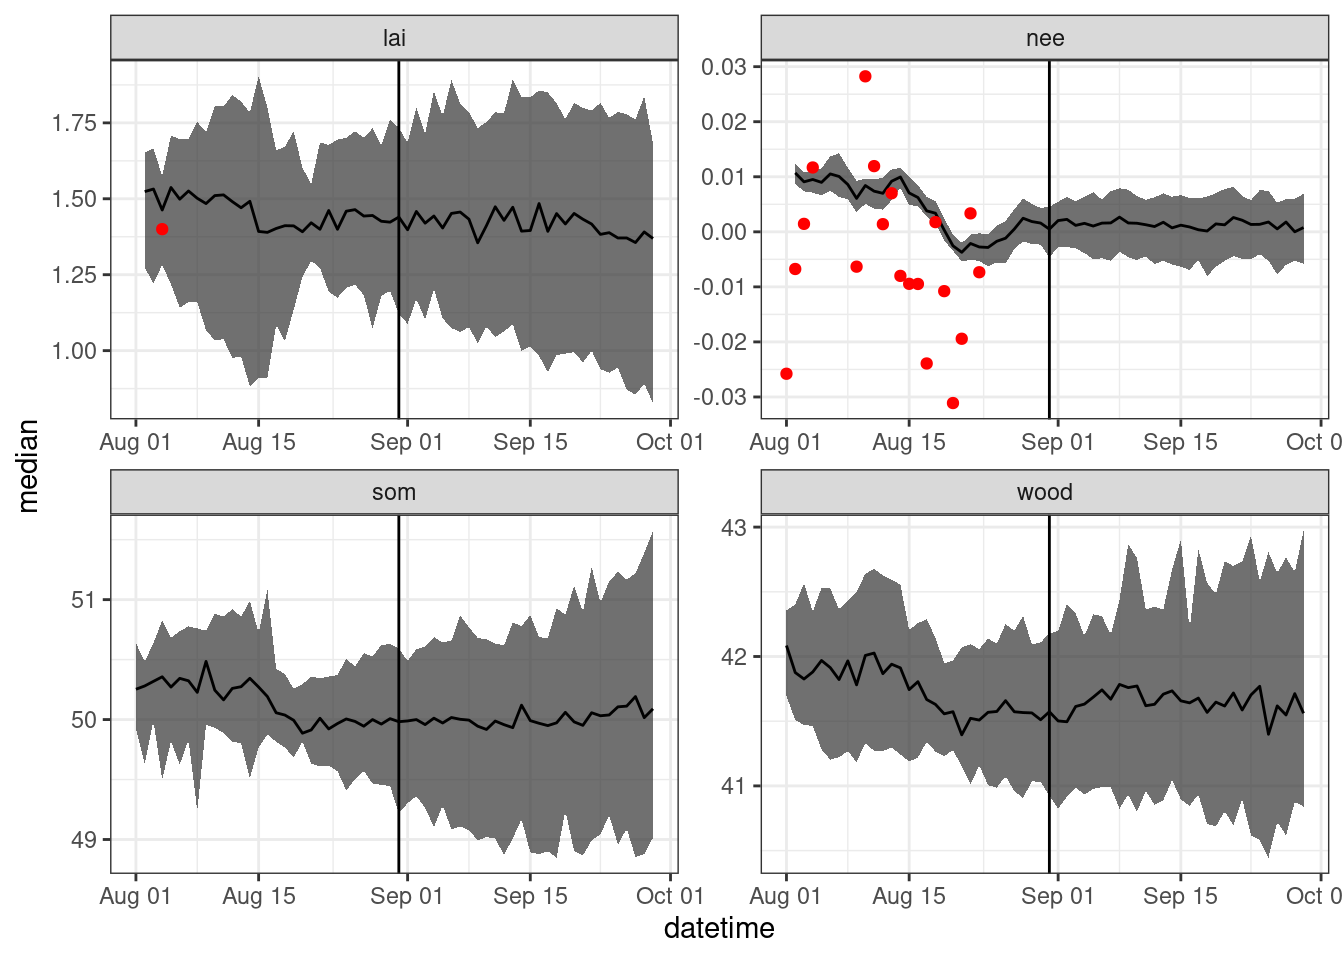 lai
nee
1.75
1.50
1.25
1.00
0.03
0.02
0.01
0.00
-0.01
-0.02
-0.03
Aug 01 Aug 15 Sep 01 Sep 15 Oct 01
Aug 01 Aug 15 Sep 01 Sep 15 Oct 0
median
som
wood
51
50
49
43
42
41
Aug 01 Aug 15 Sep 01 Sep 15 Oct 01
Aug 01 Aug 15 Sep 01 Sep 15 Oct 0
datetime